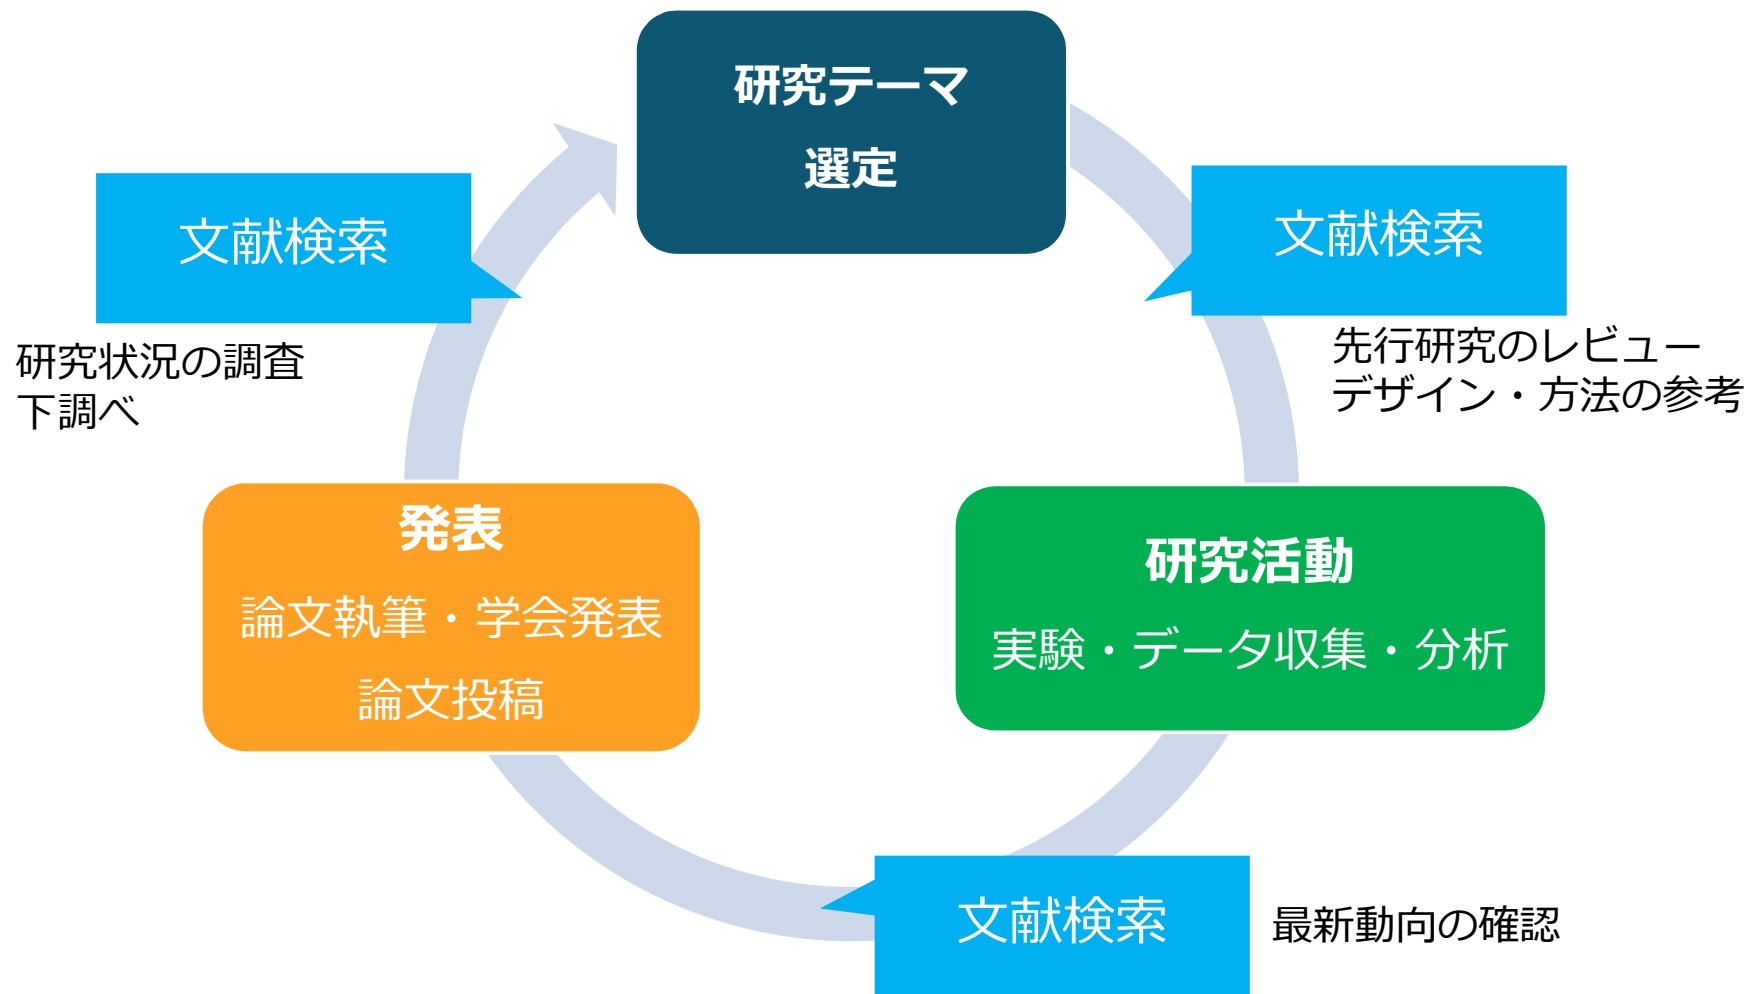 研究テーマ
選定
文献検索
先行研究のレビュー
デザイン・方法の参考
研究活動
実験・データ収集・分析
文献検索
最新動向の確認
発表
論文執筆・学会発表
論文投稿
文献検索
研究状況の調査
下調べ